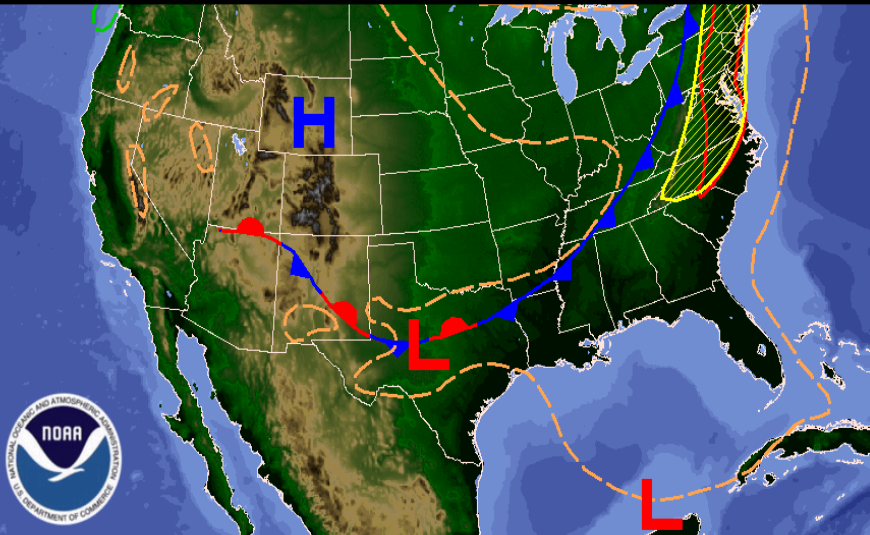 H
L
NATIONAL OCEANIC AND ATMOSPHERIC ADMINISTRATION
NOAA
U.S. DEPARTMENT OF COMMERCE
L